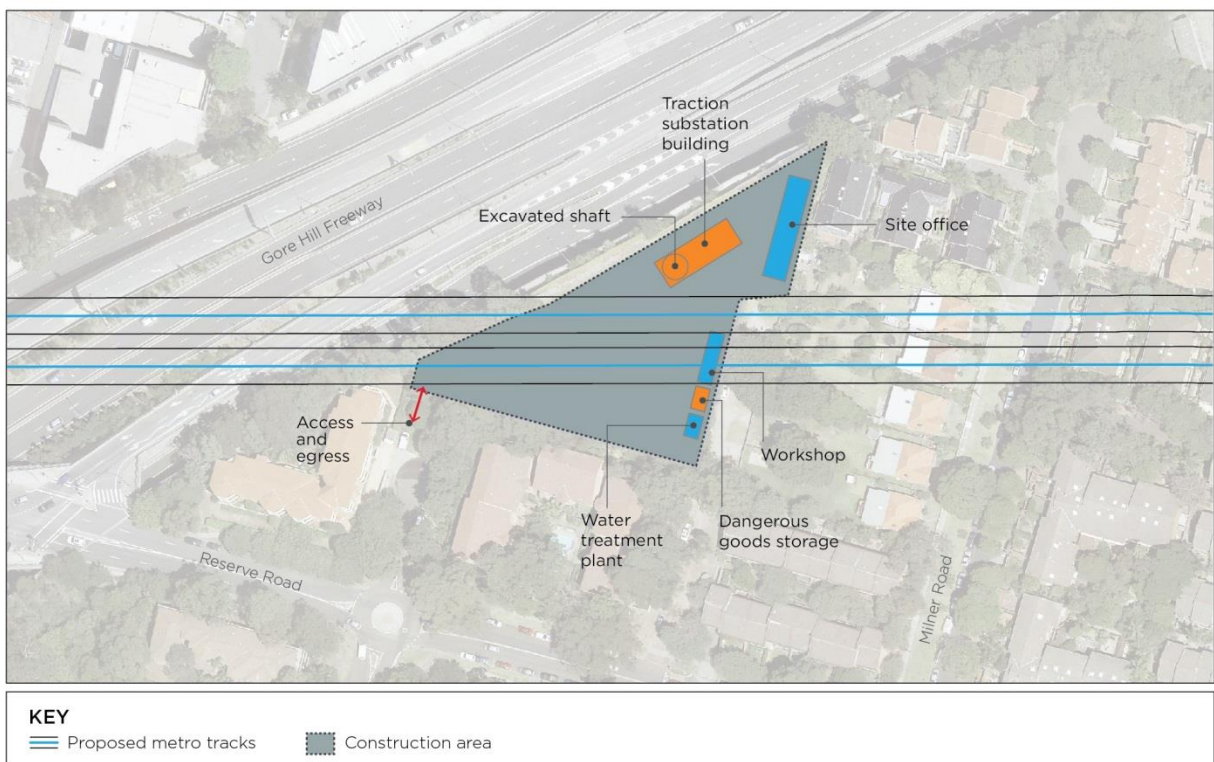 Traction
substation
building
Excavated shaft
Site office
Gore Hill Freeway
Access
and
egress
Workshop
Water
treatment
plant
Dangerous
goods storage
Reserve Road
Milner Road
KEY
Proposed metro tracks
Construction area